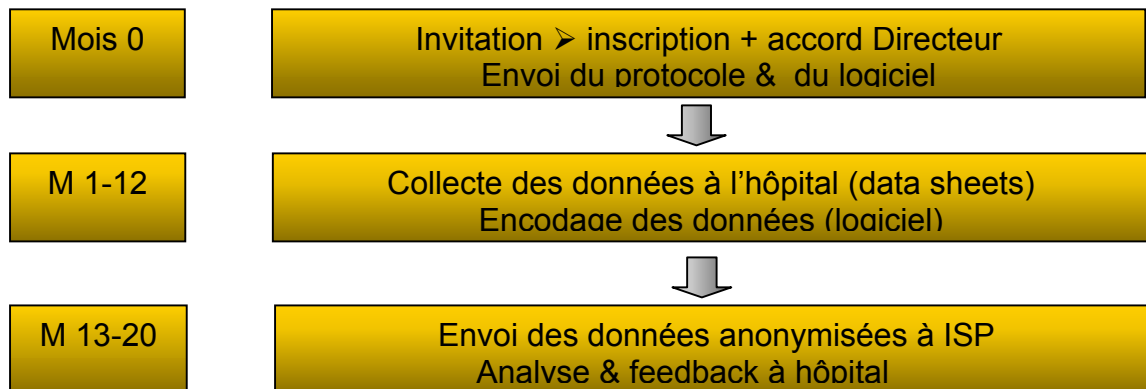 Mois 0
Invitation ➢ inscription + accord Directeur
Envoi du protocole & du logiciel
M 1-12
Collecte des données à l’hôpital (data sheets)
Encodage des données (logiciel)
M 13-20
Envoi des données anonymisées à ISP
Analyse & feedback à hôpital